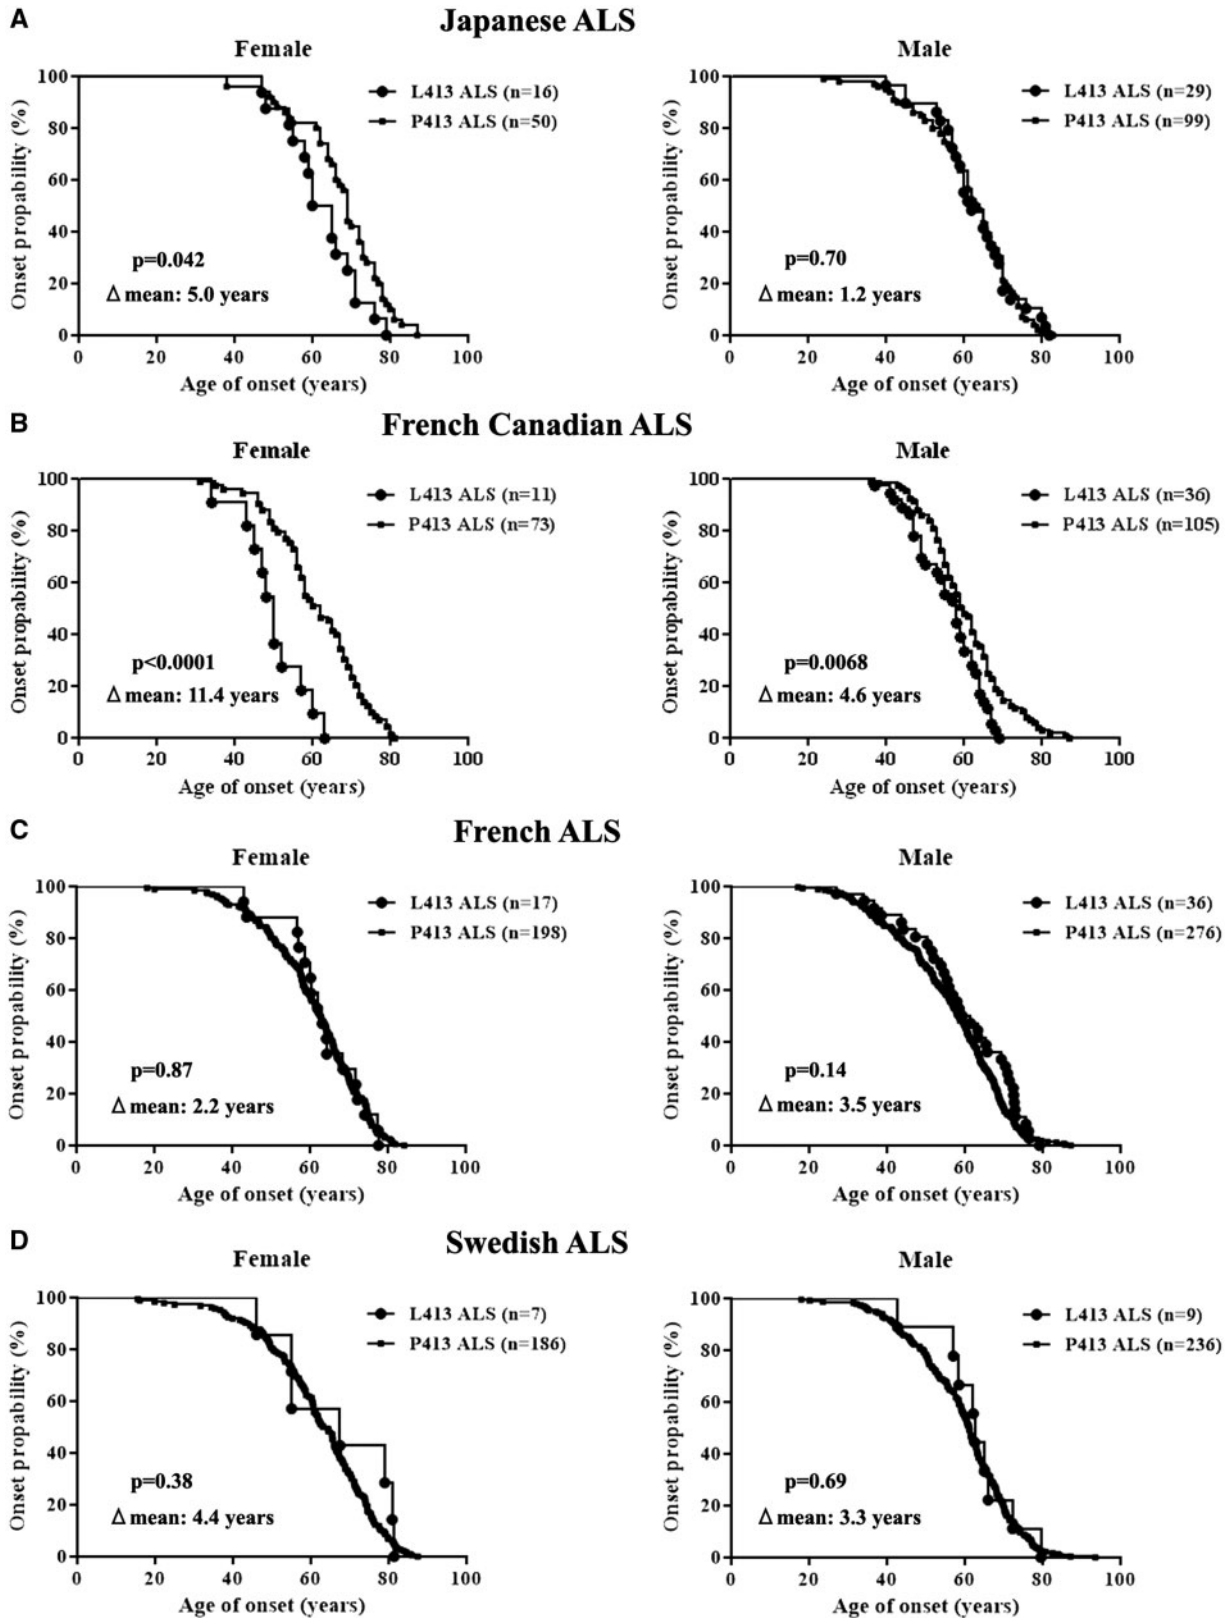 A
Japanese ALS
Female
100
80
60
40
20
0
Onset propability (%)
L413 ALS (n=16)
P413 ALS (n=50)
p=0.042
Δ mean: 5.0 years
0 20 40 60 80 100
Age of onset (years)
Male
100
80
60
40
20
0
Onset propability (%)
L413 ALS (n=29)
P413 ALS (n=99)
p=0.70
Δ mean: 1.2 years
0 20 40 60 80 100
Age of onset (years)
B
French Canadian ALS
Female
100
80
60
40
20
0
Onset propability (%)
L413 ALS (n=11)
P413 ALS (n=73)
p<0.0001
Δ mean: 11.4 years
0 20 40 60 80 100
Age of onset (years)
Male
100
80
60
40
20
0
Onset propability (%)
L413 ALS (n=36)
P413 ALS (n=105)
p=0.0068
Δ mean: 4.6 years
0 20 40 60 80 100
Age of onset (years)
C
French ALS
Female
100
80
60
40
20
0
Onset propability (%)
L413 ALS (n=17)
P413 ALS (n=198)
p=0.87
Δ mean: 2.2 years
0 20 40 60 80 100
Age of onset (years)
Male
100
80
60
40
20
0
Onset propability (%)
L413 ALS (n=36)
P413 ALS (n=276)
p=0.14
Δ mean: 3.5 years
0 20 40 60 80 100
Age of onset (years)
D
Swedish ALS
Female
100
80
60
40
20
0
Onset propability (%)
L413 ALS (n=7)
P413 ALS (n=186)
p=0.38
Δ mean: 4.4 years
0 20 40 60 80 100
Age of onset (years)
Male
100
80
60
40
20
0
Onset propability (%)
L413 ALS (n=9)
P413 ALS (n=236)
p=0.69
Δ mean: 3.3 years
0 20 40 60 80 100
Age of onset (years)